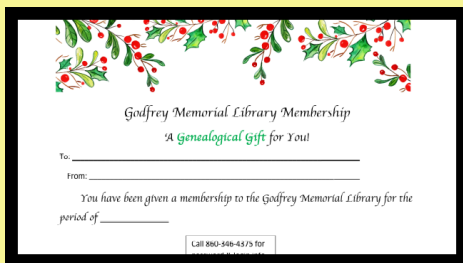 Godfrey Memorial Library Membership
A Genealogical Gift for You!
To.
From:
You have been given a membership to the Godfrey Memorial Library for the
period of
Call 860-346-4375 for